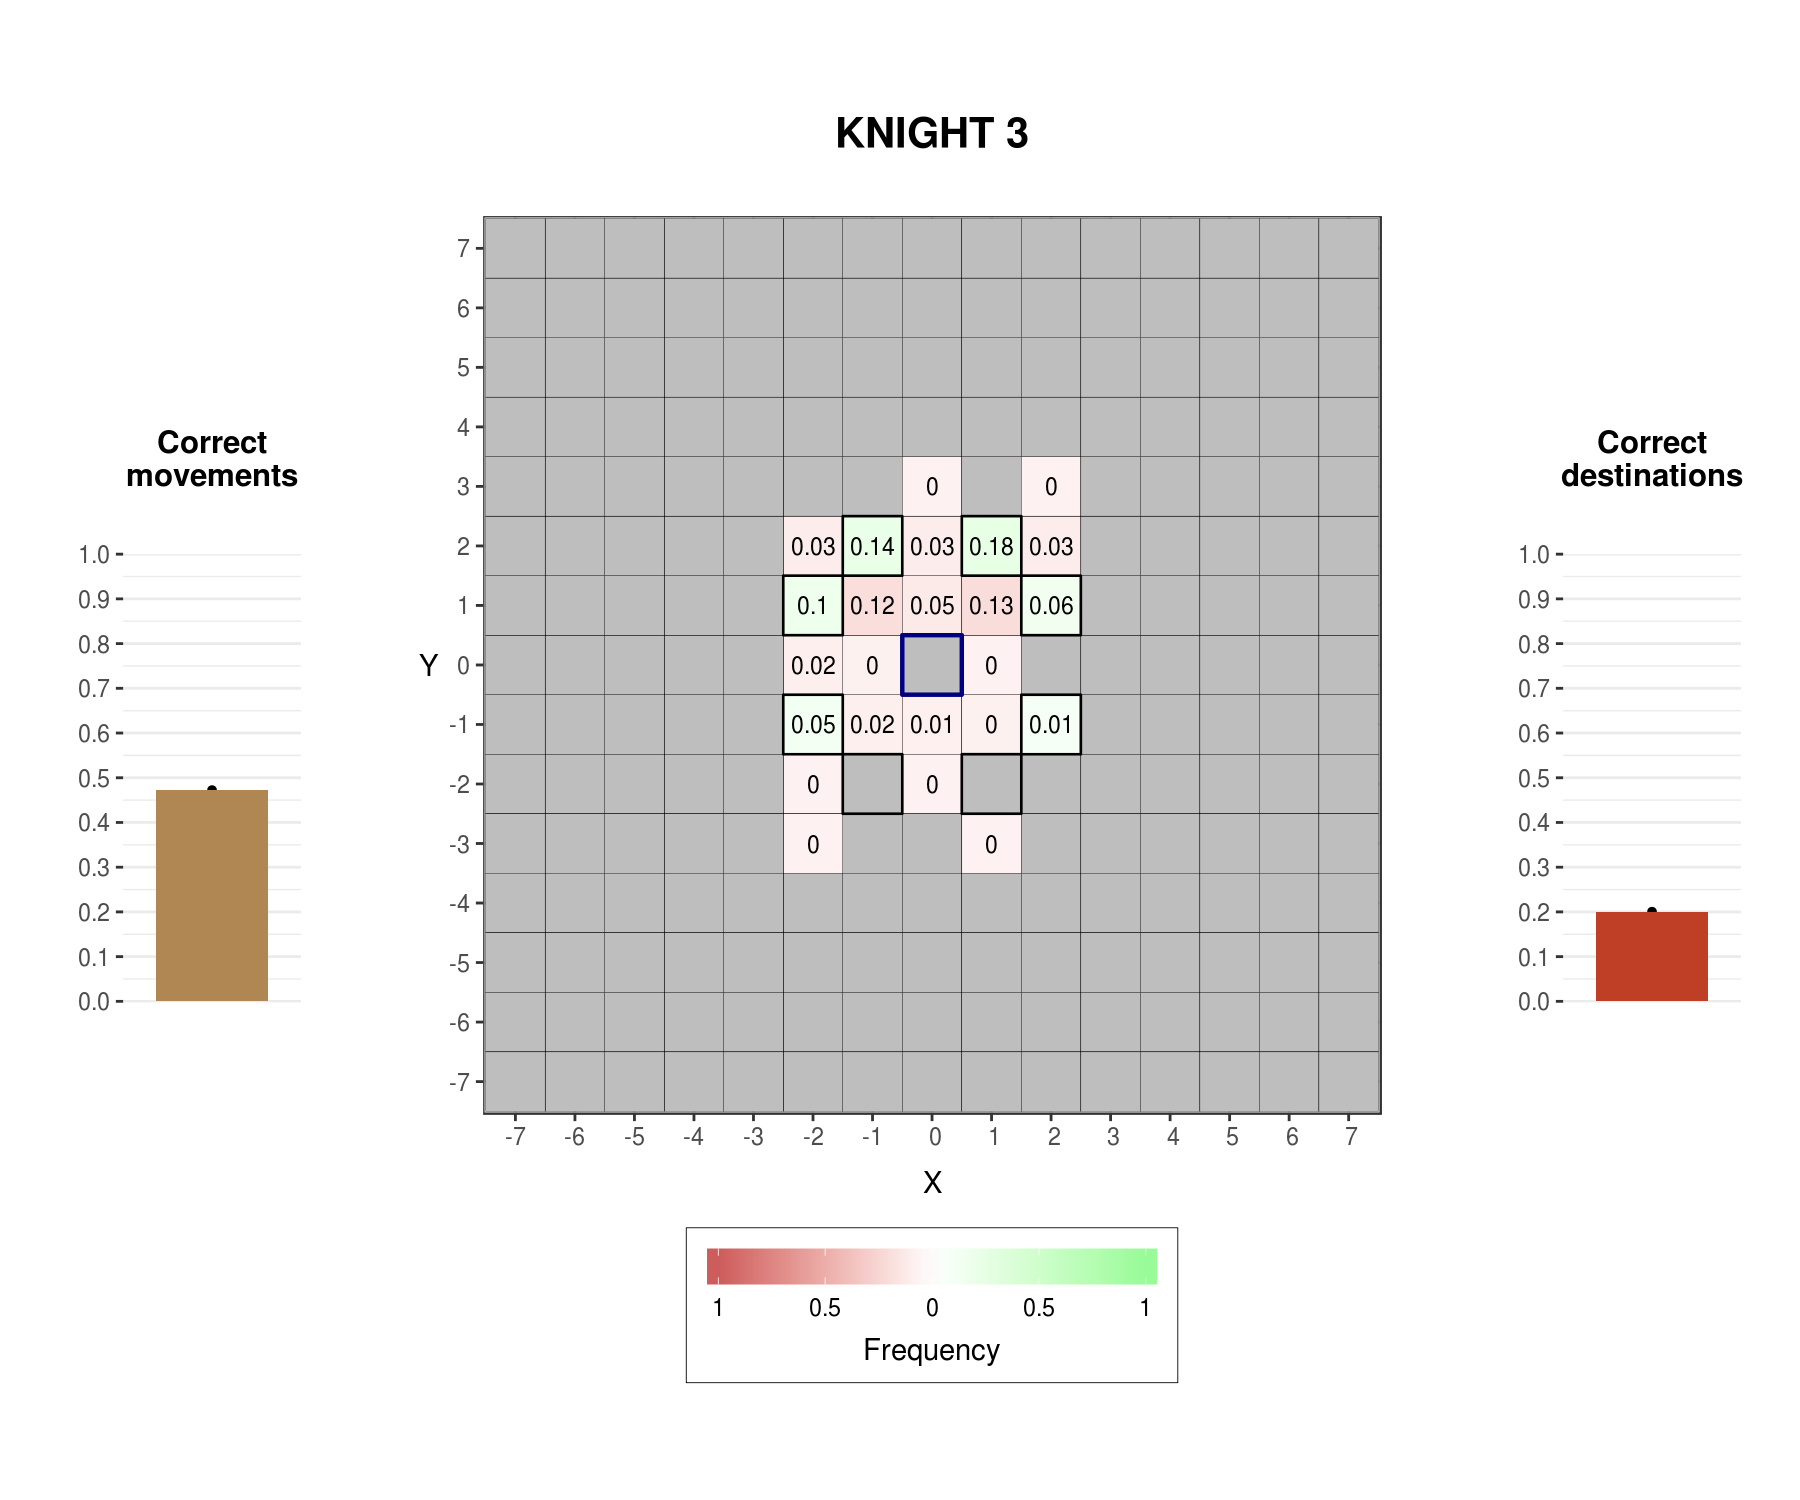 KNIGHT 3
Correct
movements
1.0
0.9
0.8
0.7
0.6
0.5
0.4
0.3
0.2
0.1
0.0
Y
7
6
5
4
3 0 0
2 0.03 0.14 0.03 0.18 0.03
1 0.1 0.12 0.05 0.13 0.06
0 0.02 0 0
-1 0.05 0.02 0.01 0 0.01
-2 0 0
-3 0 0
-4
-5
-6
-7
-7 -6 -5 -4 -3 -2 -1 0 1 2 3 4 5 6 7
X
1 0.5 0 0.5 1
Frequency
Correct
destinations
1.0
0.9
0.8
0.7
0.6
0.5
0.4
0.3
0.2
0.1
0.0